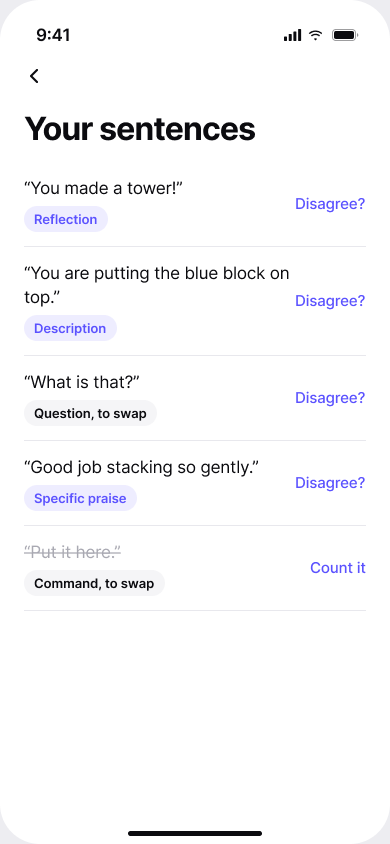 9:41
Your sentences
“You made a tower!”
Reflection
Disagree?
“You are putting the blue block on
top.”
Description
Disagree?
“What is that?”
Question, to swap
Disagree?
“Good job stacking so gently.”
Specific praise
Disagree?
“Put it here.”
Command, to swap
Count it